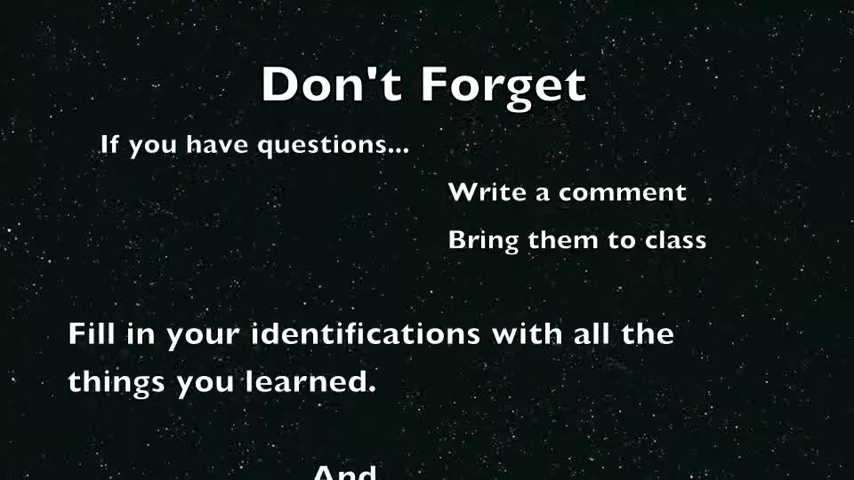 Don't Forget
If you have questions...
Write a comment
Bring them to class
Fill in your identifications with all the
things you learned.
And